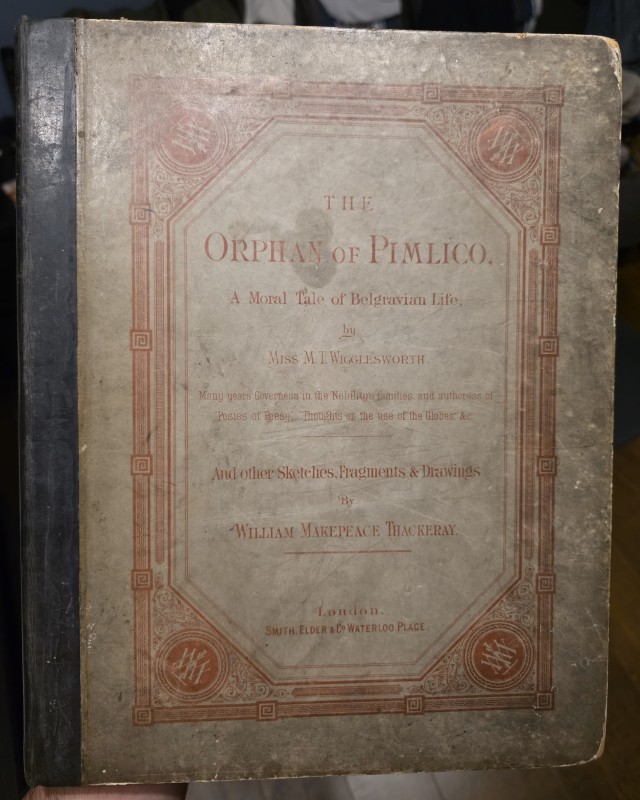 THE
ORPHAN OF PIMLICO,
A Moral Tale of Belgravian Life,
by
MISS M. T. WIGGLESWORTH.
Many years Governess in the Nobilitys families, and authoress of
"Posies of Poesy," "Thoughts on the use of the Globes" &c.
And other Sketches, Fragments & Drawings
By
WILLIAM MAKEPEACE THACKERAY.
London.
SMITH, ELDER & Co WATERLOO PLACE.